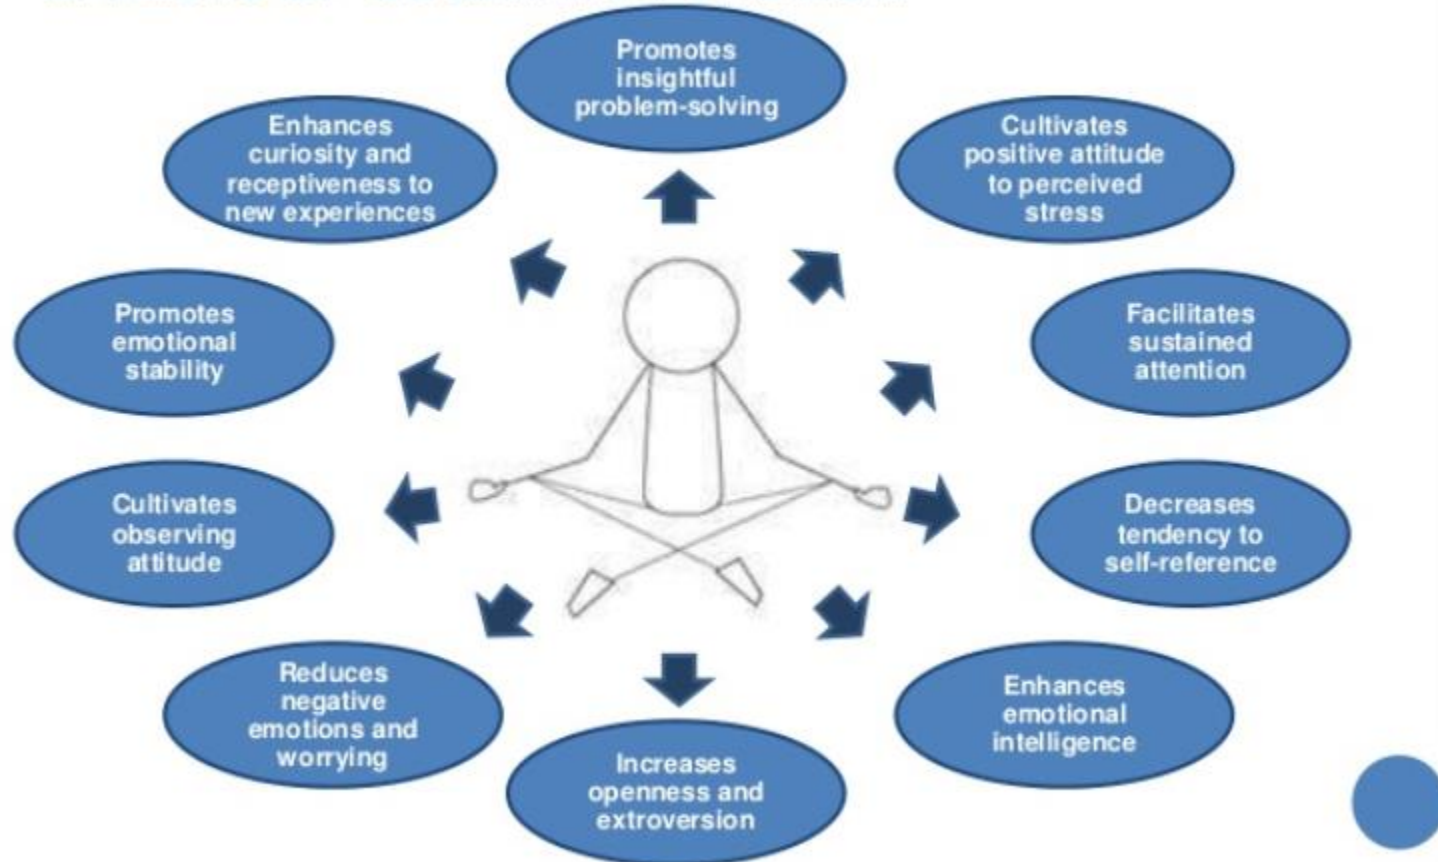 Promotes
insightful
problem-solving
Cultivates
positive attitude
to perceived
stress
Facilitates
sustained
attention
Decreases
tendency to
self-reference
Enhances
emotional
intelligence
Increases
openness and
extroversion
Reduces
negative
emotions and
worrying
Cultivates
observing
attitude
Promotes
emotional
stability
Enhances
curiosity and
receptiveness to
new experiences